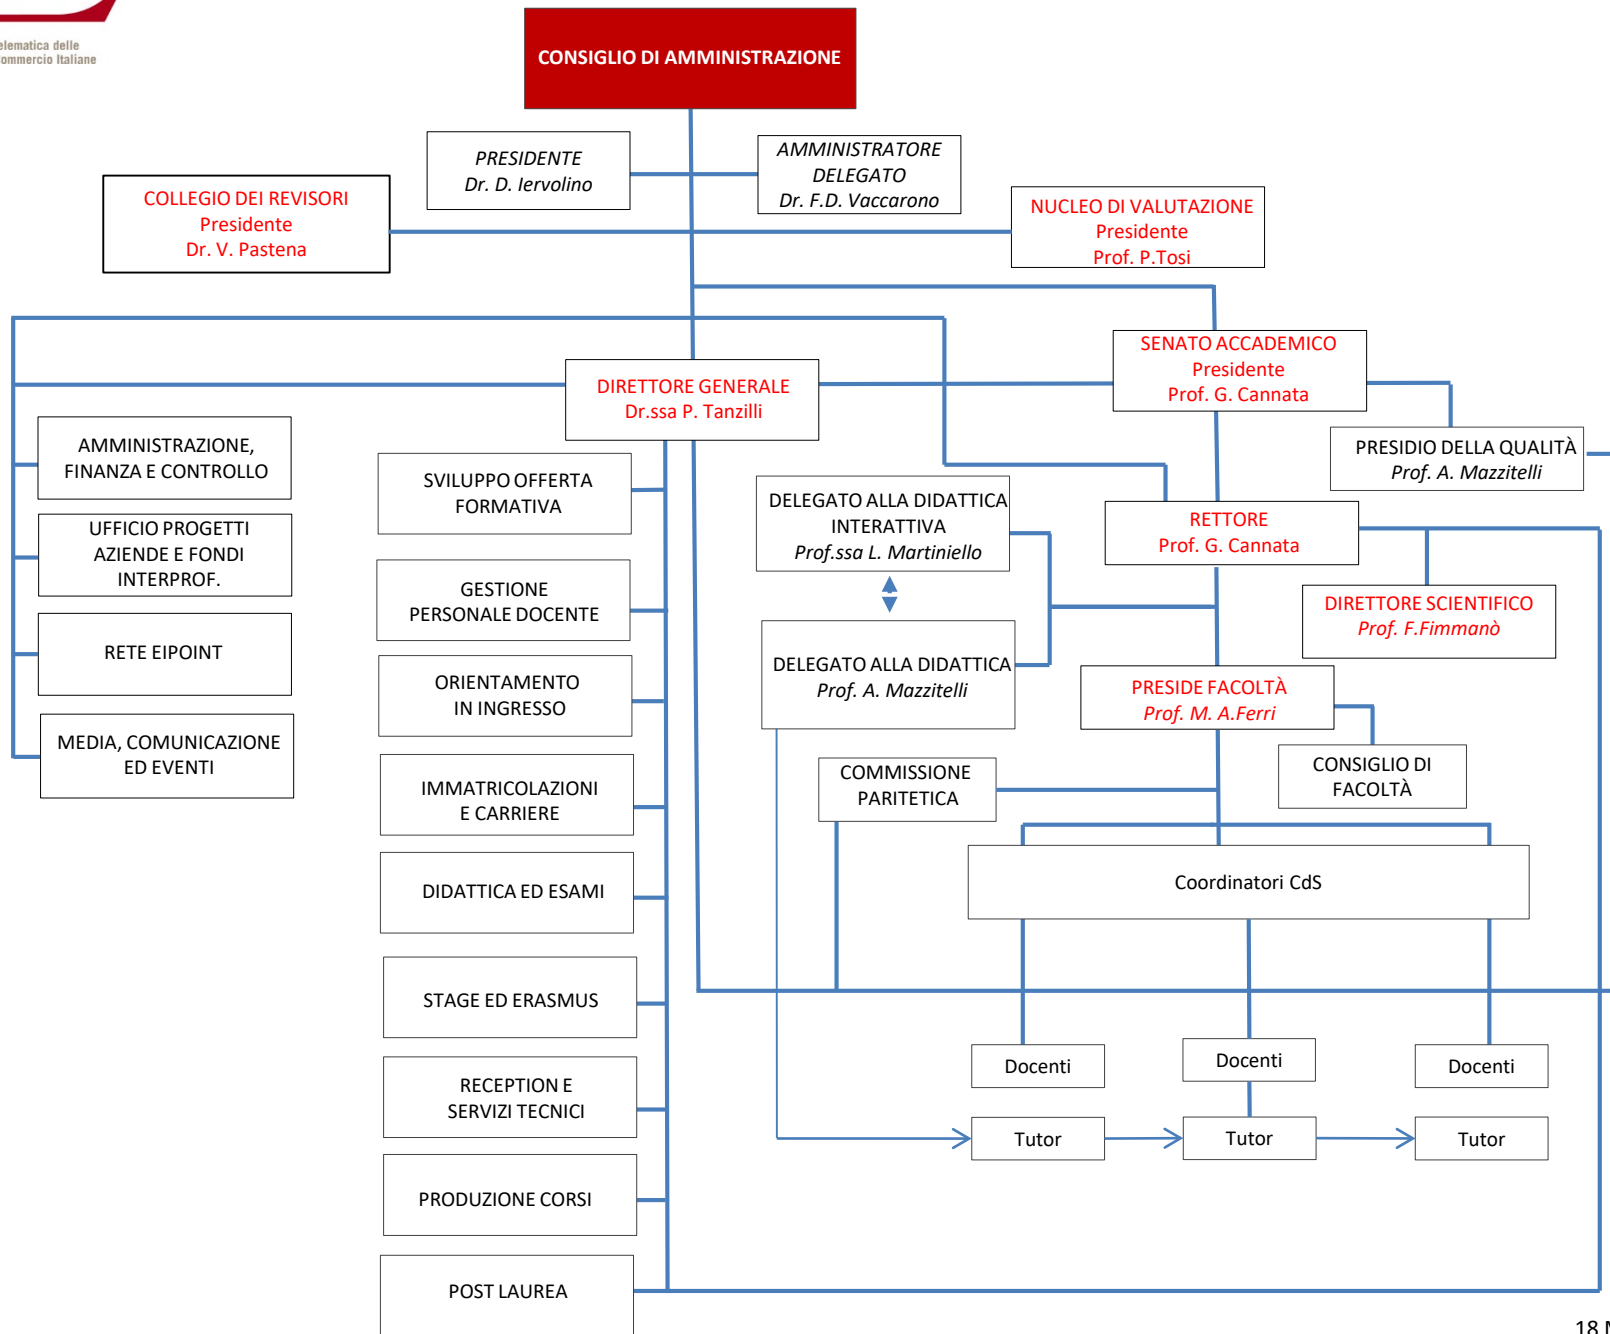 elematica delle
ommercio Italiane
CONSIGLIO DI AMMINISTRAZIONE
PRESIDENTE
Dr. D. Iervolino
AMMINISTRATORE
DELEGATO
Dr. F.D. Vaccarono
COLLEGIO DEI REVISORI
Presidente
Dr. V. Pastena
NUCLEO DI VALUTAZIONE
Presidente
Prof. P.Tosi
SENATO ACCADEMICO
Presidente
Prof. G. Cannata
DIRETTORE GENERALE
Dr.ssa P. Tanzilli
PRESIDIO DELLA QUALITÀ
Prof. A. Mazzitelli
AMMINISTRAZIONE,
FINANZA E CONTROLLO
UFFICIO PROGETTI
AZIENDE E FONDI
INTERPROF.
RETE EIPOINT
MEDIA, COMUNICAZIONE
ED EVENTI
SVILUPPO OFFERTA
FORMATIVA
GESTIONE
PERSONALE DOCENTE
ORIENTAMENTO
IN INGRESSO
IMMATRICOLAZIONI
E CARRIERE
DIDATTICA ED ESAMI
STAGE ED ERASMUS
RECEPTION E
SERVIZI TECNICI
PRODUZIONE CORSI
POST LAUREA
DELEGATO ALLA DIDATTICA
INTERATTIVA
Prof.ssa L. Martiniello
DELEGATO ALLA DIDATTICA
Prof. A. Mazzitelli
RETTORE
Prof. G. Cannata
DIRETTORE SCIENTIFICO
Prof. F.Fimmanò
PRESIDE FACOLTÀ
Prof. M. A.Ferri
CONSIGLIO DI
FACOLTÀ
COMMISSIONE
PARITETICA
Coordinatori CdS
Docenti
Docenti
Docenti
Tutor
Tutor
Tutor
18 M